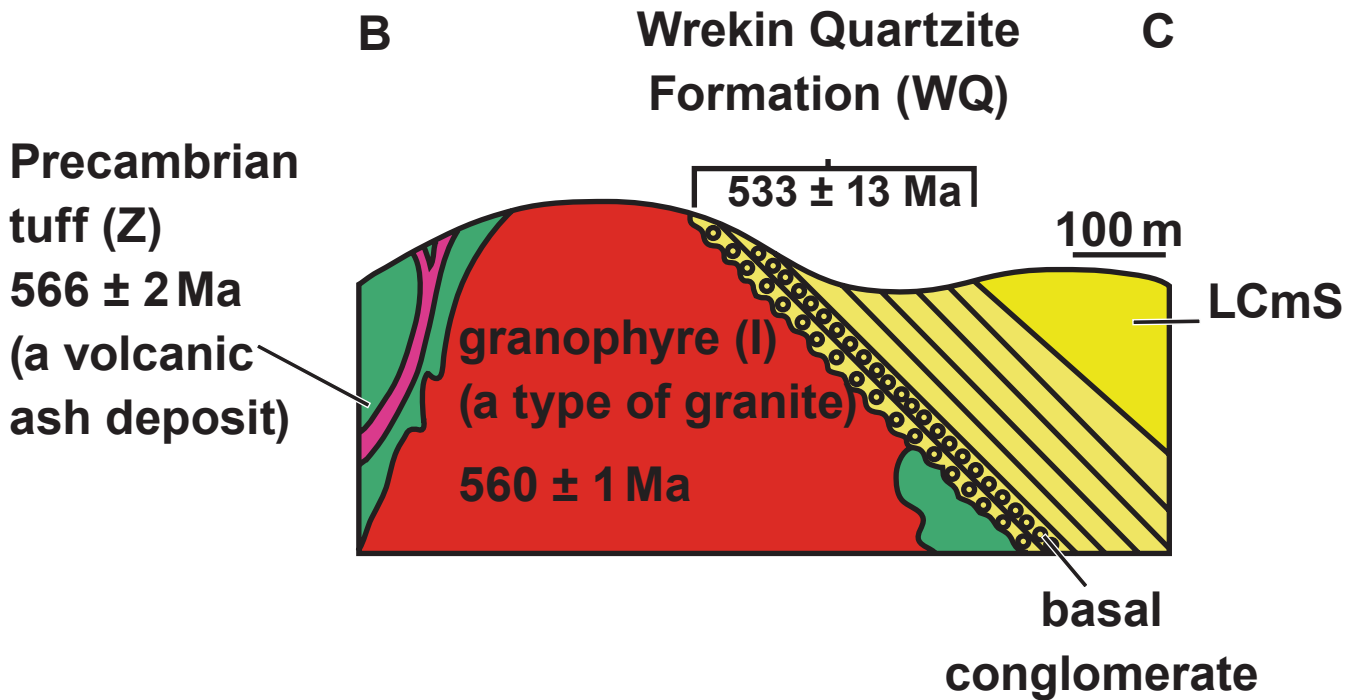 B
Wrekin Quartzite
Formation (WQ)
C
Precambrian
tuff (Z)
566 ± 2 Ma
(a volcanic
ash deposit)
533 ± 13 Ma
100 m
LCmS
granophyre (I)
(a type of granite)
560 ± 1 Ma
basal
conglomerate